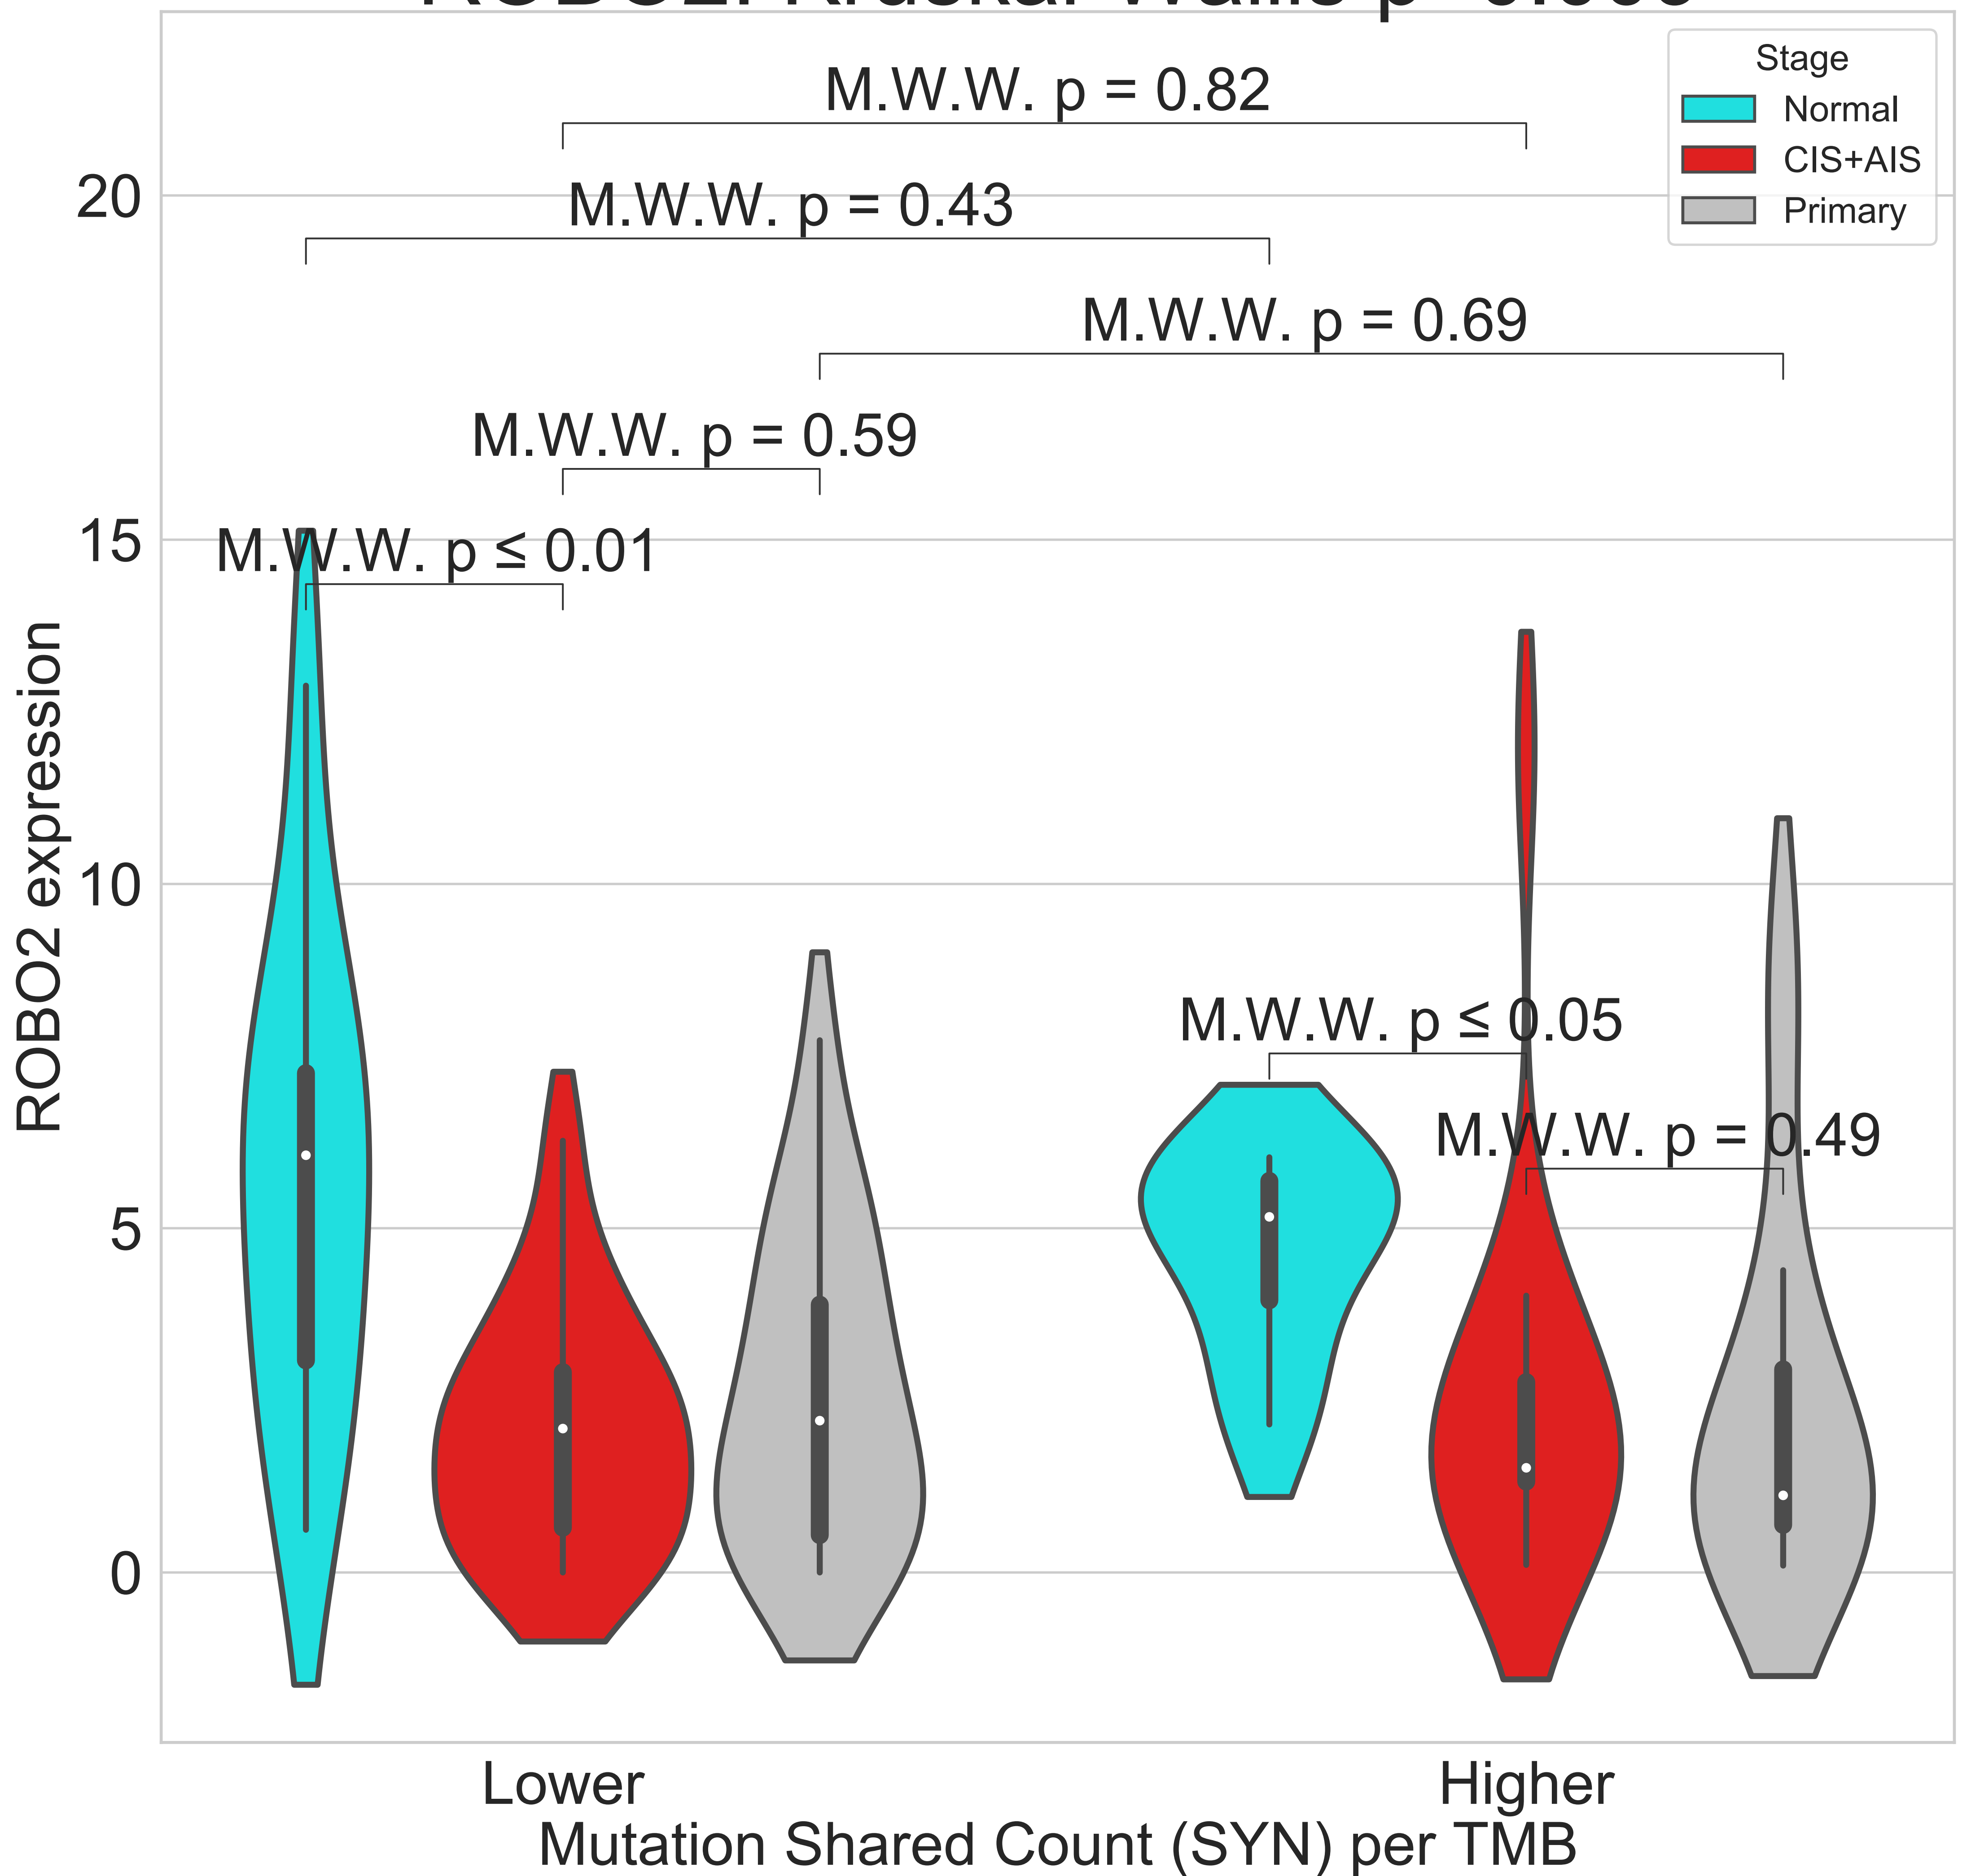 Stage
Normal
CIS+AIS
Primary
M.W.W. p = 0.82
M.W.W. p = 0.43
M.W.W. p = 0.69
M.W.W. p = 0.59
M.W.W. p ≤ 0.01
M.W.W. p ≤ 0.05
M.W.W. p = 0.49
20
15
10
5
0
ROBO2 expression
Lower
Higher
Mutation Shared Count (SYN) per TMB